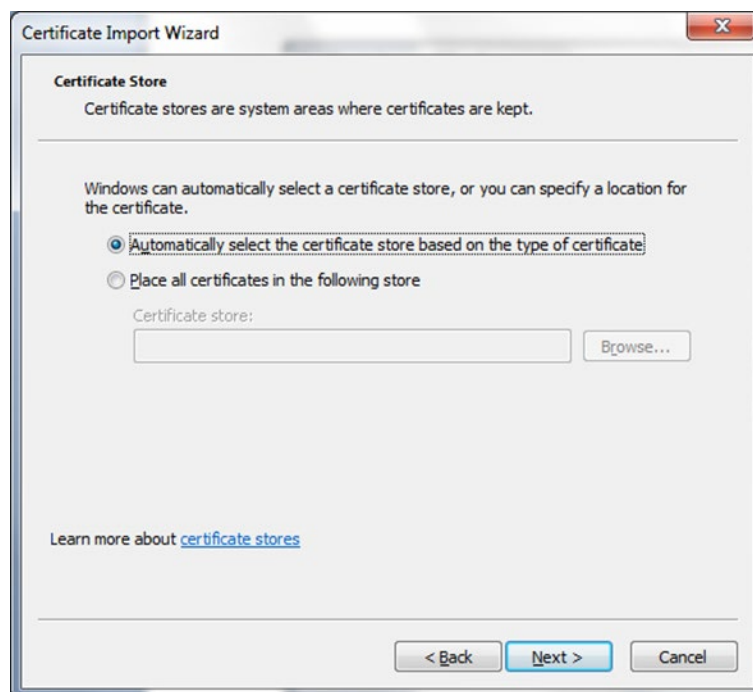 Certificate Import Wizard
Certificate Store
Certificate stores are system areas where certificates are kept.
Windows can automatically select a certificate store, or you can specify a location for
the certificate.
Automatically select the certificate store based on the type of certificate
Place all certificates in the following store
Certificate store:
Browse...
Learn more about certificate stores
< Back Next > Cancel